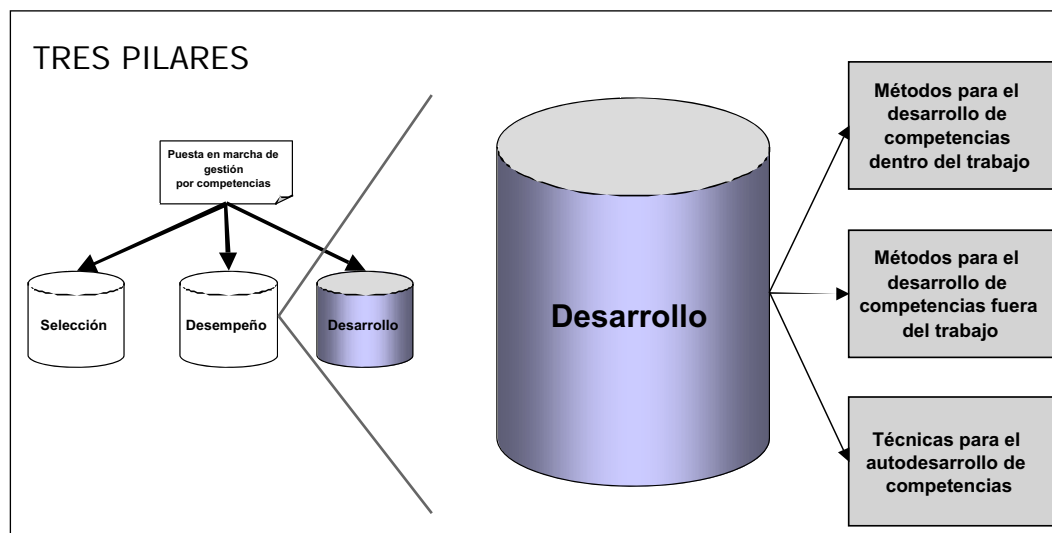 TRES PILARES
Puesta en marcha de
gestión
por competencias
Selección
Desempeño
Desarrollo
Desarrollo
Métodos para el
desarrollo de
competencias
dentro del trabajo
Métodos para el
desarrollo de
competencias fuera
del trabajo
Técnicas para el
autodesarrollo de
competencias